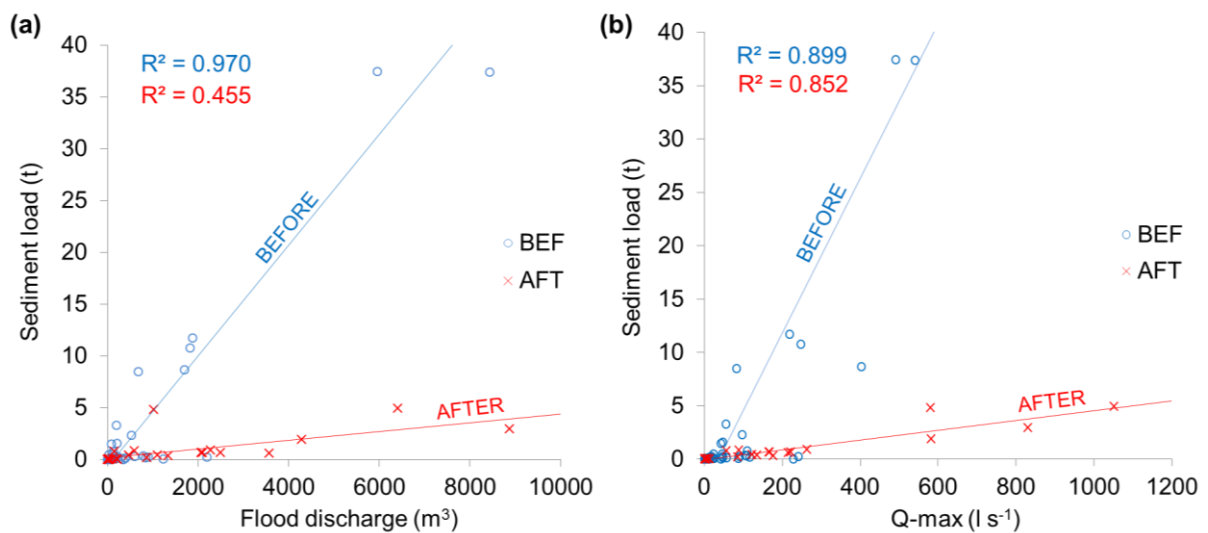 (a)
R² = 0.970
R² = 0.455
40
35
30
25
20
15
10
5
0
Sediment load (t)
BEFORE
AFTER
BEF
AFT
0 2000 4000 6000 8000 10000
Flood discharge (m³)
(b)
R² = 0.899
R² = 0.852
40
35
30
25
20
15
10
5
0
Sediment load (t)
BEFORE
AFTER
BEF
AFT
0 200 400 600 800 1000 1200
Q-max (l s⁻¹)